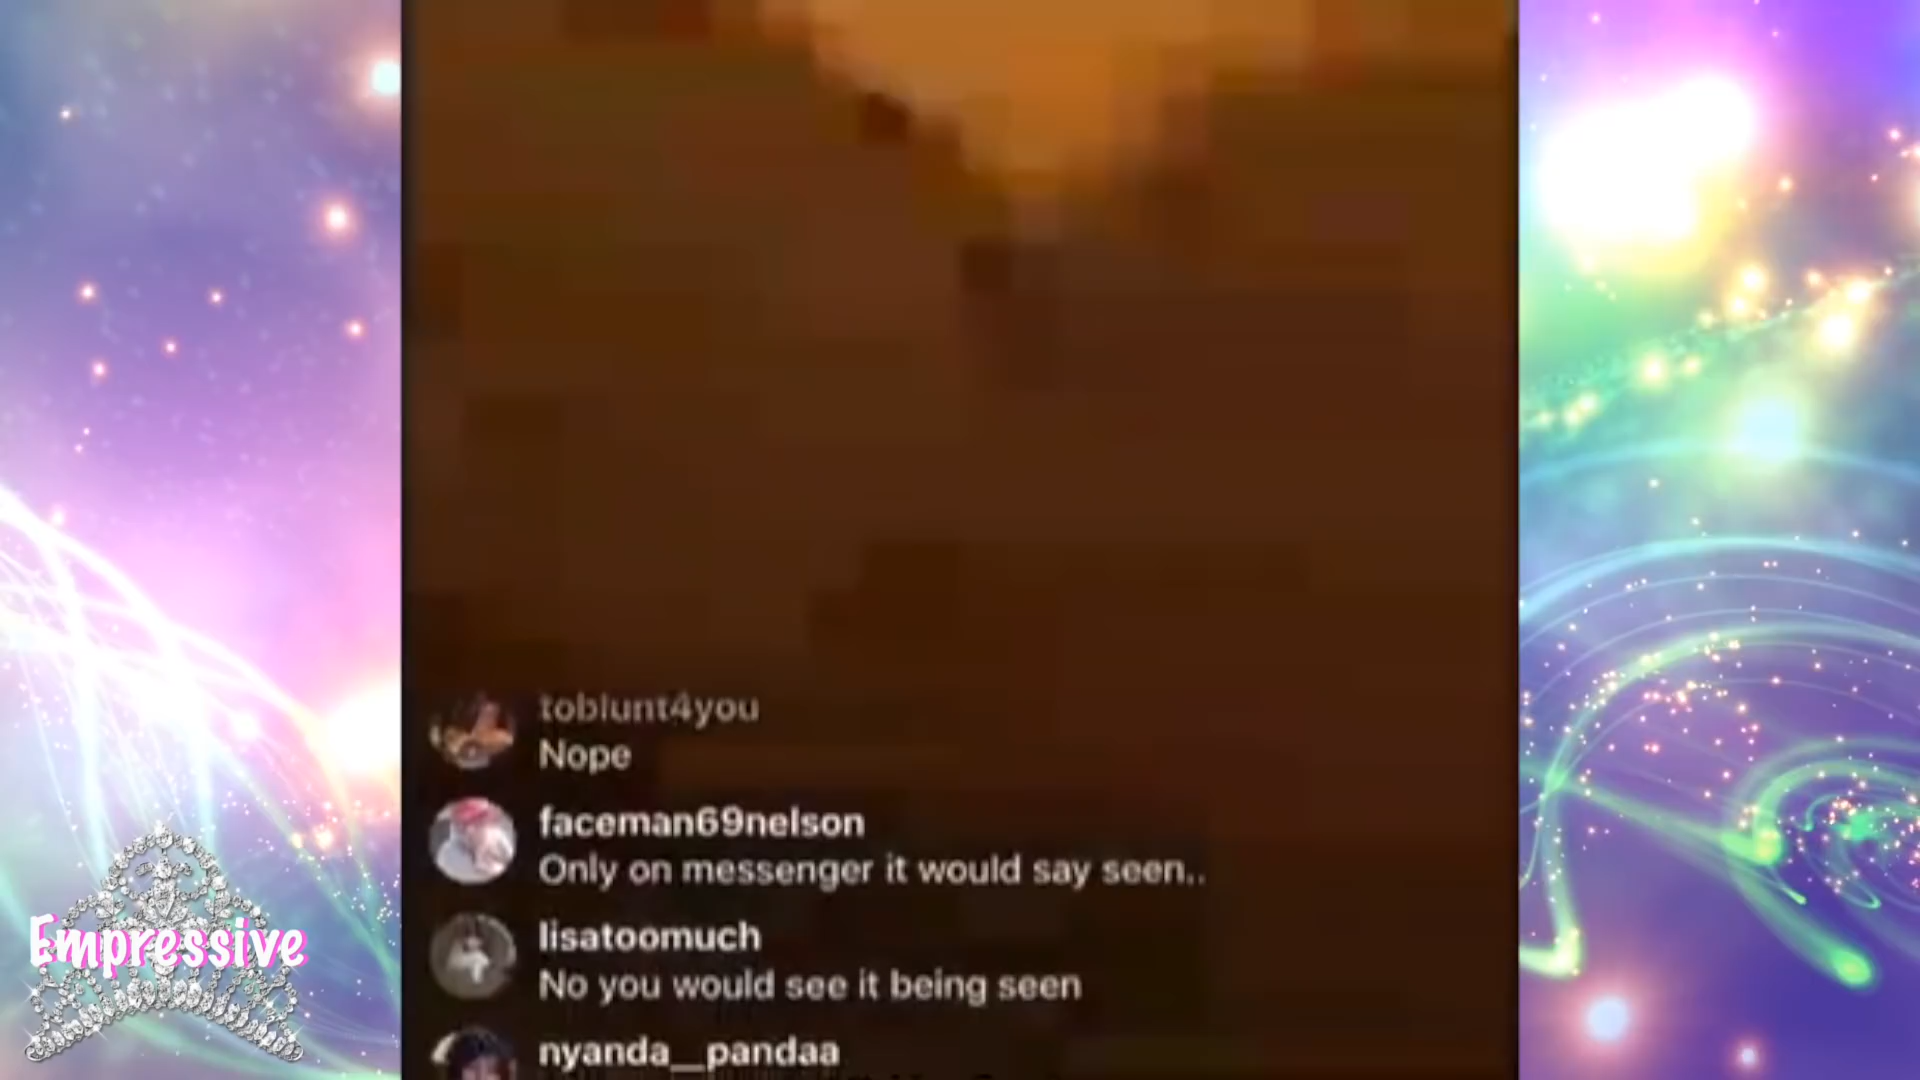 toblunt4you
Nope
faceman69nelson
Only on messenger it would say seen..
lisatoomuch
No you would see it being seen
Empressive
nyanda__pandaa